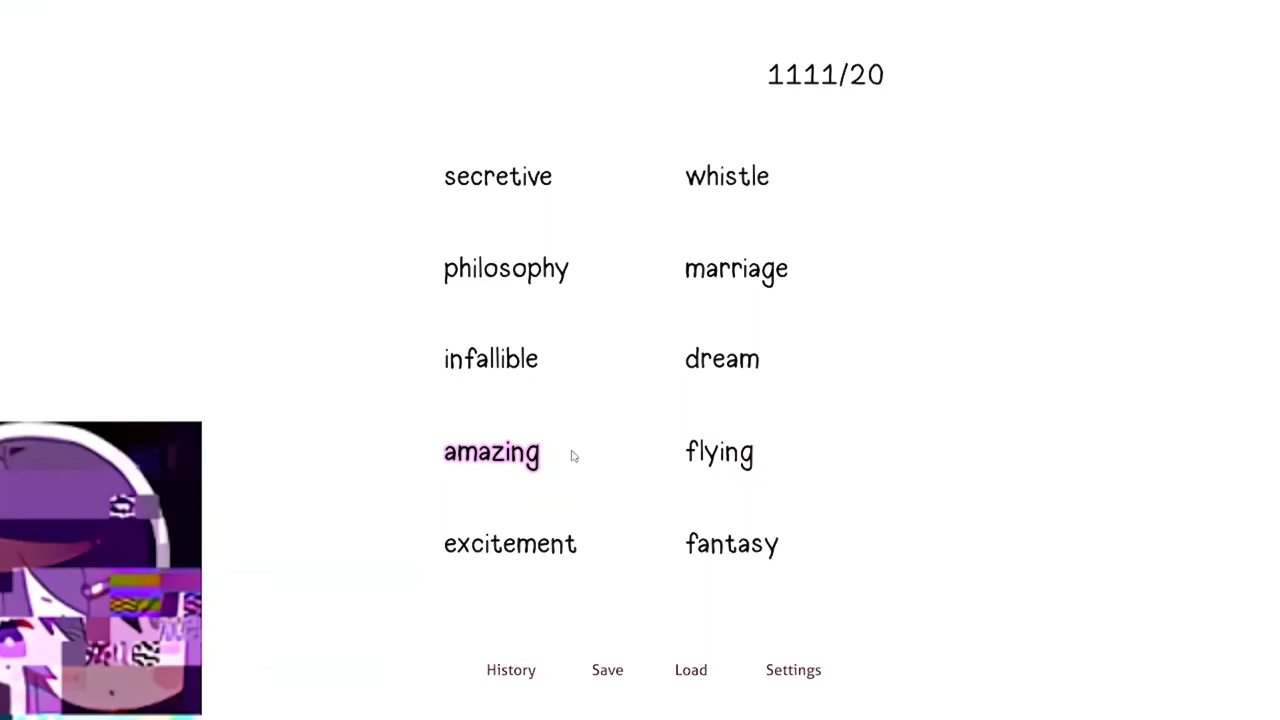 1111/20
secretive whistle
philosophy marriage
infallible dream
amazing flying
excitement fantasy
History Save Load Settings